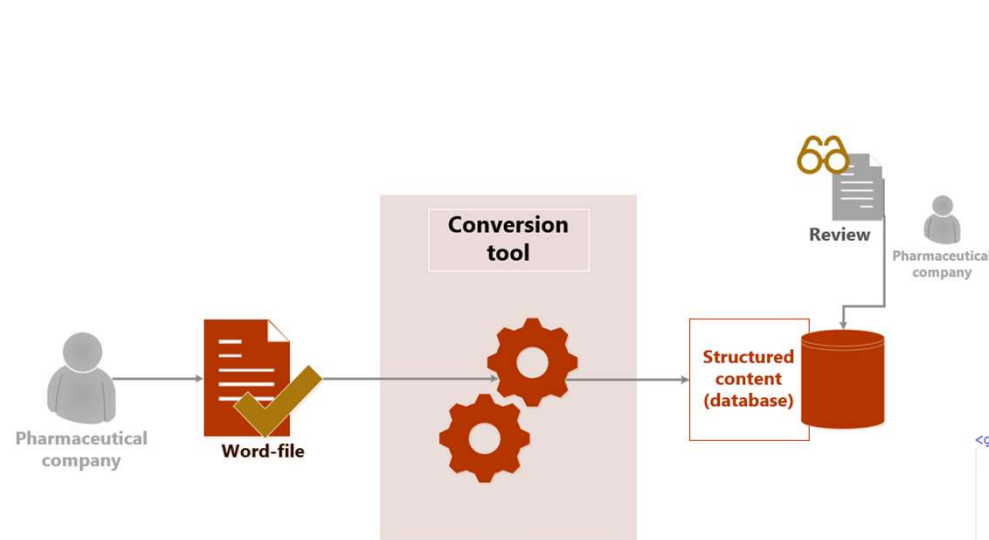 Conversion
tool
Review
Pharmaceutical
company
Structured
content
(database)
Pharmaceutical
company
Word-file